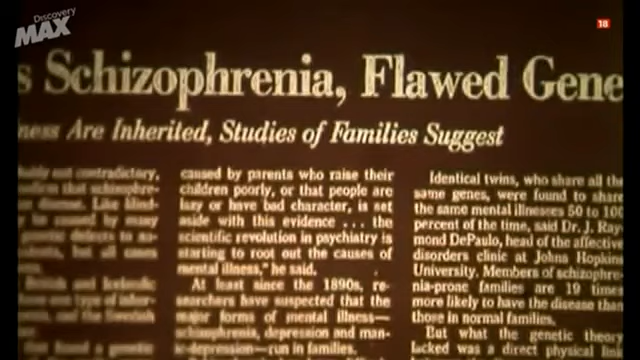 Discovery
MAX
18
s Schizophrenia, Flawed Gene
ness Are Inherited, Studies of Families Suggest
contradictory,
that schizophre-
disease. Like
by
defects
caused by parents who raise their
children poorly, or that people are
lazy or have bad character, is set
aside with this evidence . . . the
scientific revolution in psychiatry is
starting to root out the causes of
mental illness," he said.
At least since the 1890s, re-
searchers have suspected that the
major forms of mental illness—
schizophrenia, depression and man-
ic-depression—run in families.
Identical twins, who share all the
same genes, were found to share
the same mental illnesses 50 to 100
percent of the time, said Dr. J. Ray-
mond DePaulo, head of the affective
disorders clinic at Johns Hopkins
University. Members of schizophre-
nia-prone families are 19 times
more likely to have the disease than
those in normal families.
But what the genetic theory
lacked was a direct physical link